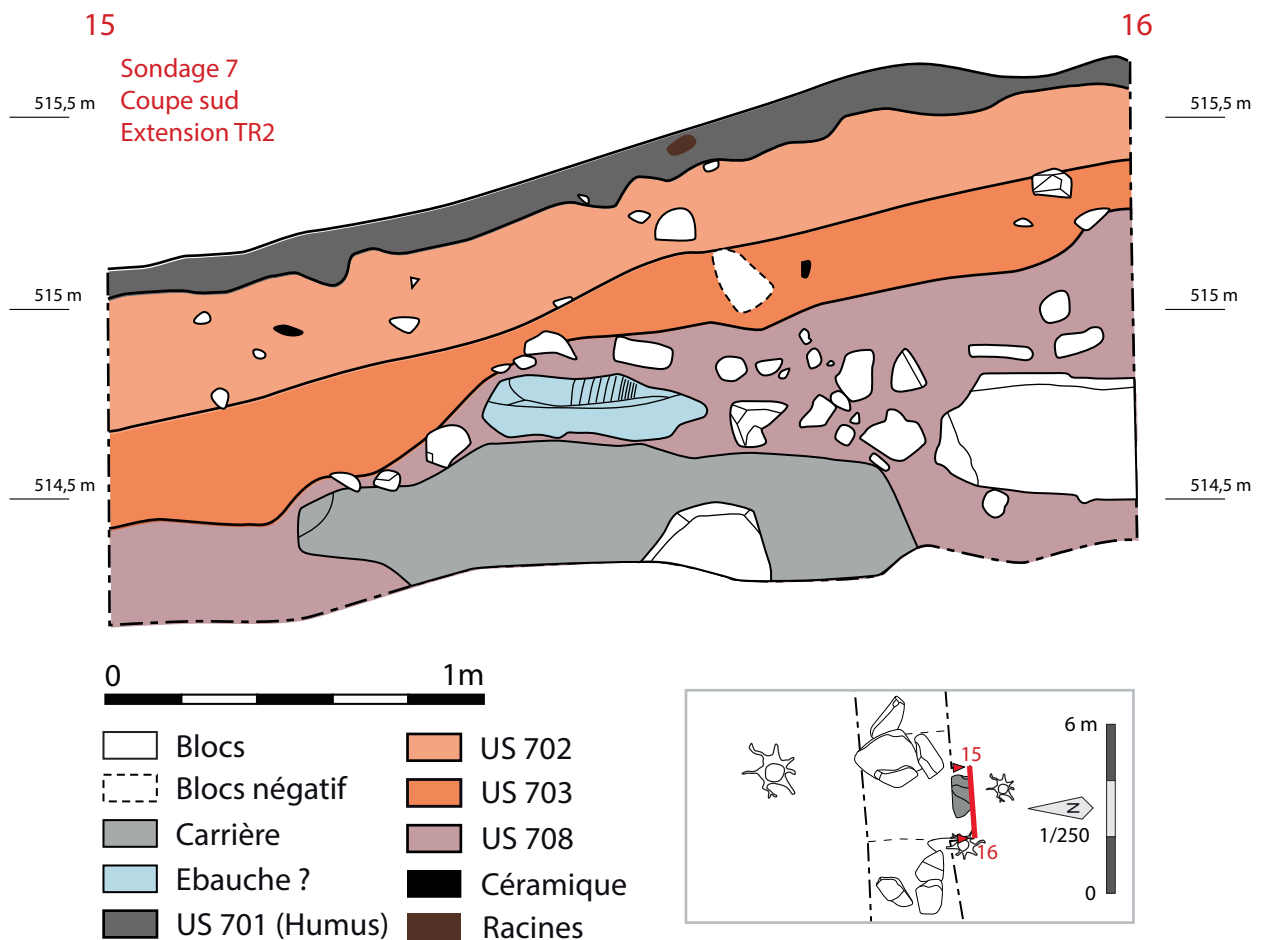 15
16
Sondage 7
Coupe sud
Extension TR2
515,5 m
515,5 m
515 m
515 m
514,5 m
514,5 m
0
1m
Blocs
Blocs négatif
Carrière
Ebauche ?
US 701 (Humus)
US 702
US 703
US 708
Céramique
Racines
6 m
15
N
1/250
16
0